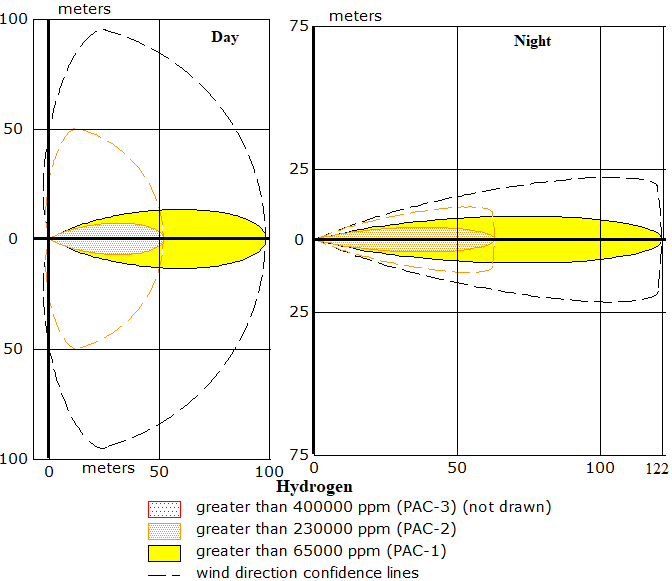 meters
100
Day
50
0
50
100
0
meters
50
100
meters
75
Night
25
0
25
75
0
50
100
122
Hydrogen
greater than 400000 ppm (PAC-3) (not drawn)
greater than 230000 ppm (PAC-2)
greater than 65000 ppm (PAC-1)
wind direction confidence lines